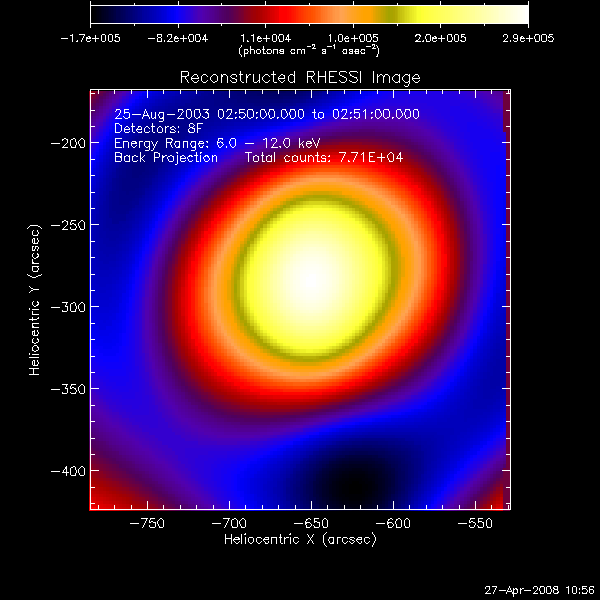 −1.7e+005 −8.2e+004 1.1e+004 1.0e+005 2.0e+005 2.9e+005
(photons cm⁻² s⁻¹ asec⁻²)
Reconstructed RHESSI Image
25−Aug−2003 02:50:00.000 to 02:51:00.000
Detectors: 8F
Energy Range: 6.0 − 12.0 keV
Back Projection Total counts: 7.71E+04
−200
−250
−300
−350
−400
Heliocentric Y (arcsec)
−750 −700 −650 −600 −550
Heliocentric X (arcsec)
27−Apr−2008 10:56